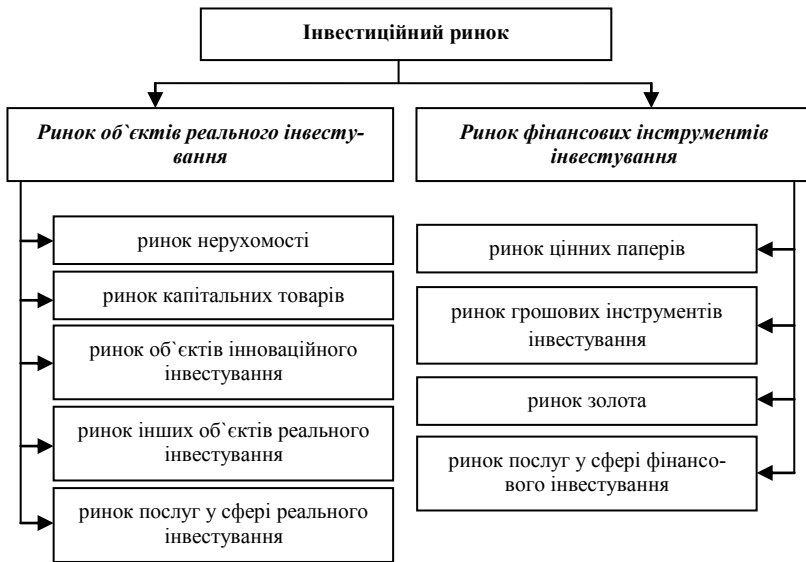 Інвестиційний ринок
Ринок об`єктів реального інвесту-
вання
ринок нерухомості
ринок капітальних товарів
ринок об`єктів інноваційного
інвестування
ринок інших об`єктів реального
інвестування
ринок послуг у сфері реального
інвестування
Ринок фінансових інструментів
інвестування
ринок цінних паперів
ринок грошових інструментів
інвестування
ринок золота
ринок послуг у сфері фінансо-
вого інвестування